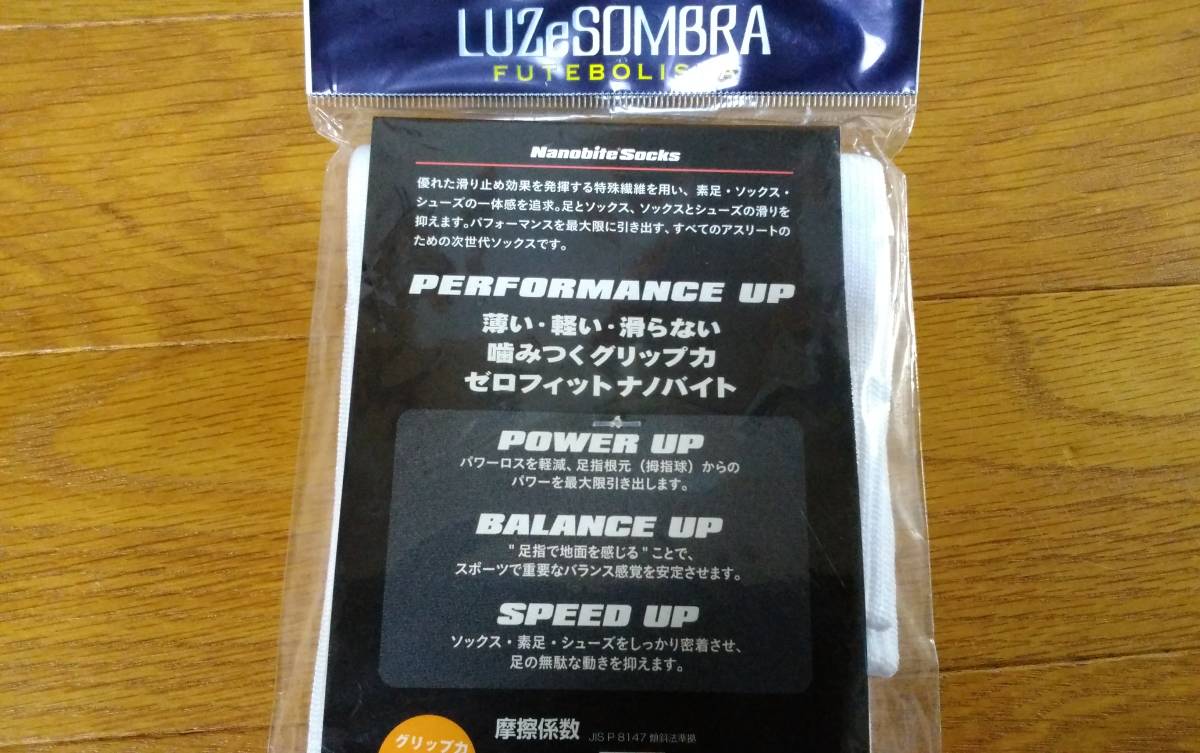 LUZeSOMBRA
FUTEBOLISTA
Nanobite Socks
優れた滑り止め効果を発揮する特殊繊維を用い、素足・ソックス・
シューズの一体感を追求。足とソックス、ソックスとシューズの滑りを
抑えます。パフォーマンスを最大限に引き出す、すべてのアスリートの
ための次世代ソックスです。
PERFORMANCE UP
薄い・軽い・滑らない
噛みつくグリップ力
ゼロフィットナノバイト
POWER UP
パワーロスを軽減、足指根元（拇指球）からの
パワーを最大限引き出します。
BALANCE UP
"足指で地面を感じる"ことで、
スポーツで重要なバランス感覚を安定させます。
SPEED UP
ソックス・素足・シューズをしっかり密着させ、
足の無駄な動きを抑えます。
摩擦係数 JIS P 8147 傾斜法準拠
グリップ力